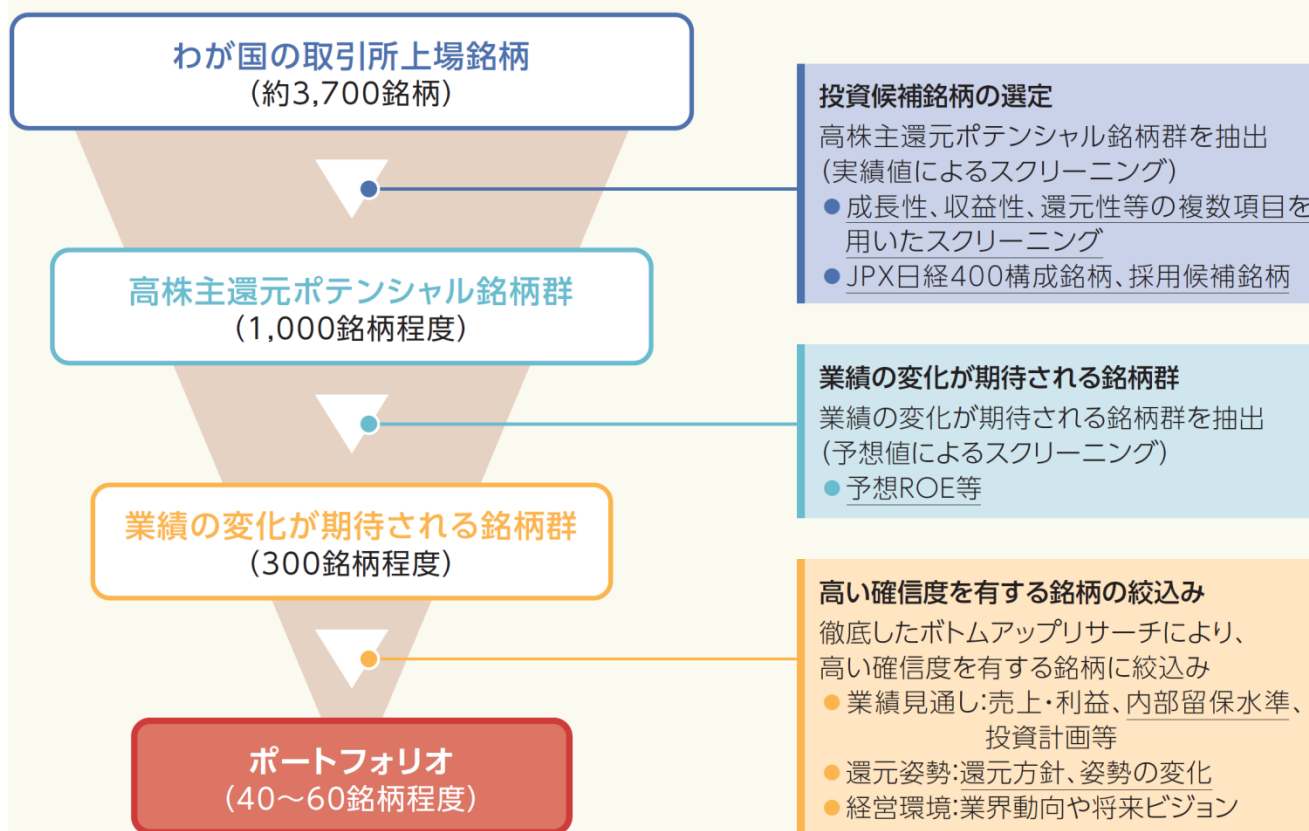 わが国の取引所上場銘柄
(約3,700銘柄)
投資候補銘柄の選定
高株主還元ポテンシャル銘柄群を抽出
(実績値によるスクリーニング)
●成長性、収益性、還元性等の複数項目を
用いたスクリーニング
●JPX日経400構成銘柄、採用候補銘柄
高株主還元ポテンシャル銘柄群
(1,000銘柄程度)
業績の変化が期待される銘柄群
業績の変化が期待される銘柄群を抽出
(予想値によるスクリーニング)
●予想ROE等
業績の変化が期待される銘柄群
(300銘柄程度)
高い確信度を有する銘柄の絞込み
徹底したボトムアップリサーチにより、
高い確信度を有する銘柄に絞込み
●業績見通し:売上・利益、内部留保水準、
投資計画等
●還元姿勢:還元方針、姿勢の変化
●経営環境:業界動向や将来ビジョン
ポートフォリオ
(40～60銘柄程度)